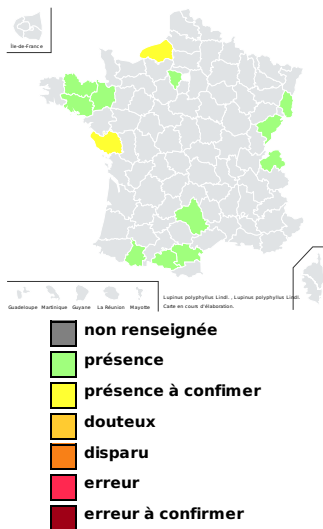 Île-de-France
Guadeloupe Martinique Guyane La Réunion Mayotte
Lupinus polyphyllus Lindl. , Lupinus polyphyllus Lindl.
Carte en cours d'élaboration.
non renseignée
présence
présence à confimer
douteux
disparu
erreur
erreur à confirmer